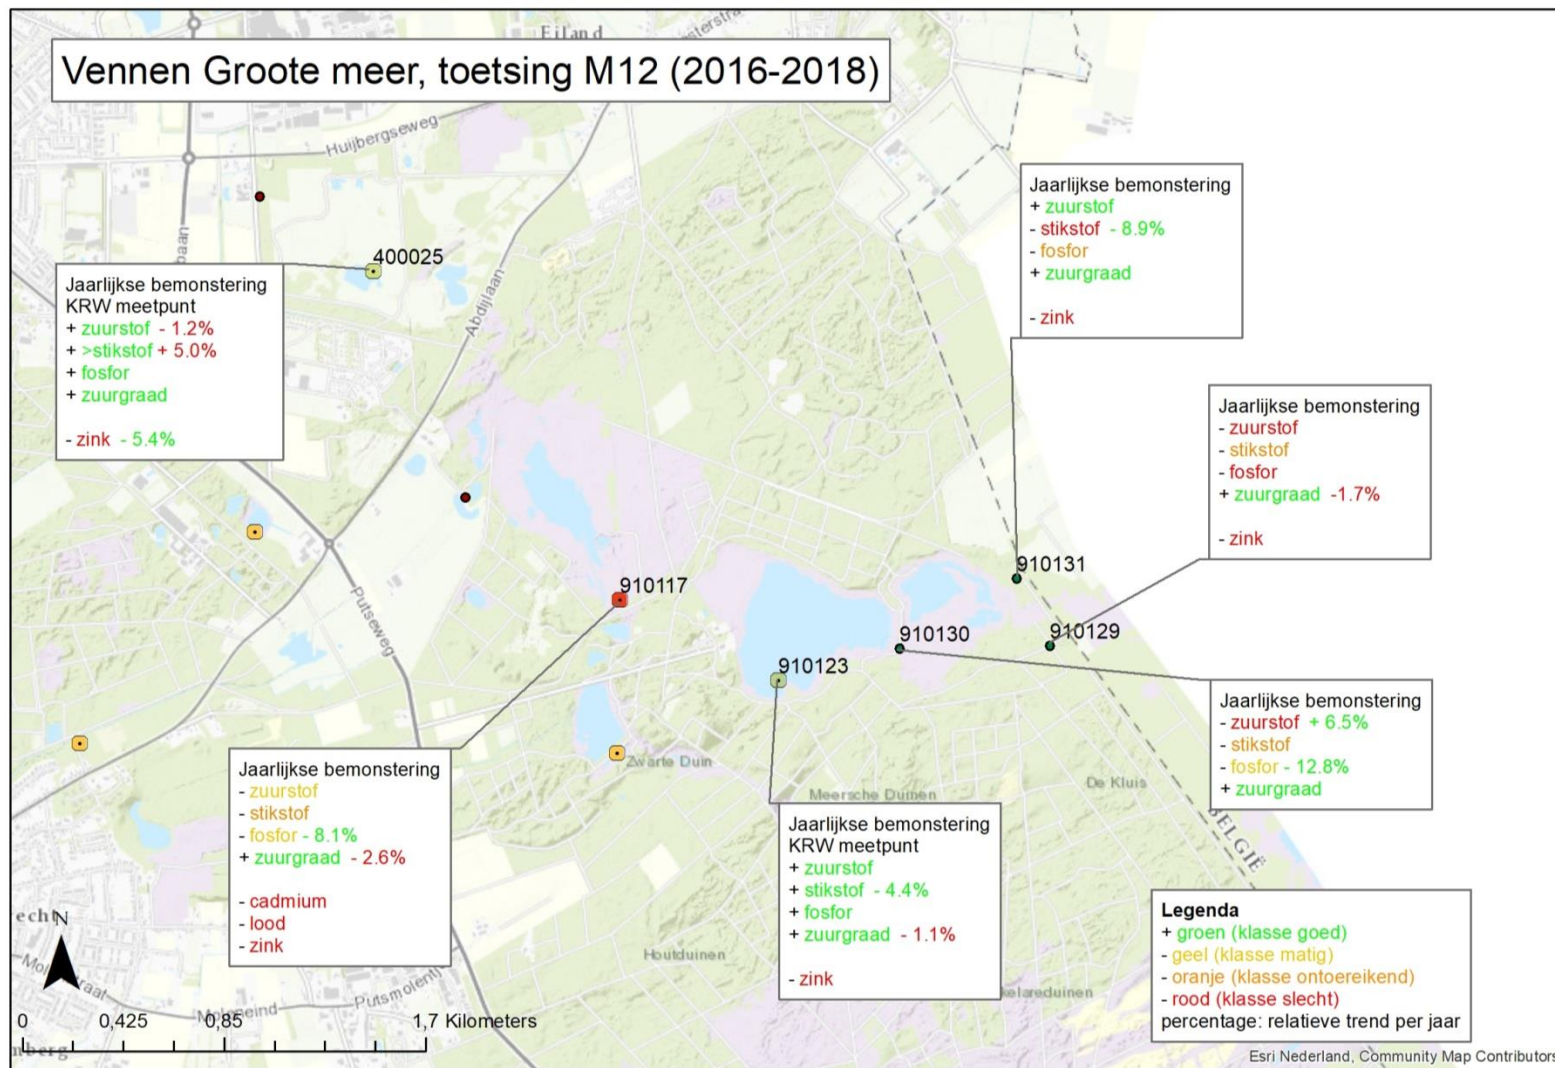 Eiland
Vennen Groote meer, toetsing M12 (2016-2018)
Huijbergseweg
400025
Abdijlaan
baan
Jaarlijkse bemonstering
KRW meetpunt
+ zuurstof - 1.2%
+ >stikstof + 5.0%
+ fosfor
+ zuurgraad
- zink - 5.4%
Jaarlijkse bemonstering
+ zuurstof
- stikstof - 8.9%
- fosfor
+ zuurgraad
- zink
Jaarlijkse bemonstering
- zuurstof
- stikstof
- fosfor
+ zuurgraad -1.7%
- zink
910131
910117
910130
910129
910123
Putseweg
Zwarte Duin
Meersche Duinen
De Kluis
BELGIË
Jaarlijkse bemonstering
- zuurstof + 6.5%
- stikstof
- fosfor - 12.8%
+ zuurgraad
Jaarlijkse bemonstering
- zuurstof
- stikstof
- fosfor - 8.1%
+ zuurgraad - 2.6%
- cadmium
- lood
- zink
Jaarlijkse bemonstering
KRW meetpunt
+ zuurstof
+ stikstof - 4.4%
+ fosfor
+ zuurgraad - 1.1%
- zink
Houtduinen
kelareduinen
Putsmolentj
Moleneind
echt
N
0 0,425 0,85 1,7 Kilometers
mberg
Legenda
+ groen (klasse goed)
- geel (klasse matig)
- oranje (klasse ontoereikend)
- rood (klasse slecht)
percentage: relatieve trend per jaar
Esri Nederland, Community Map Contributors